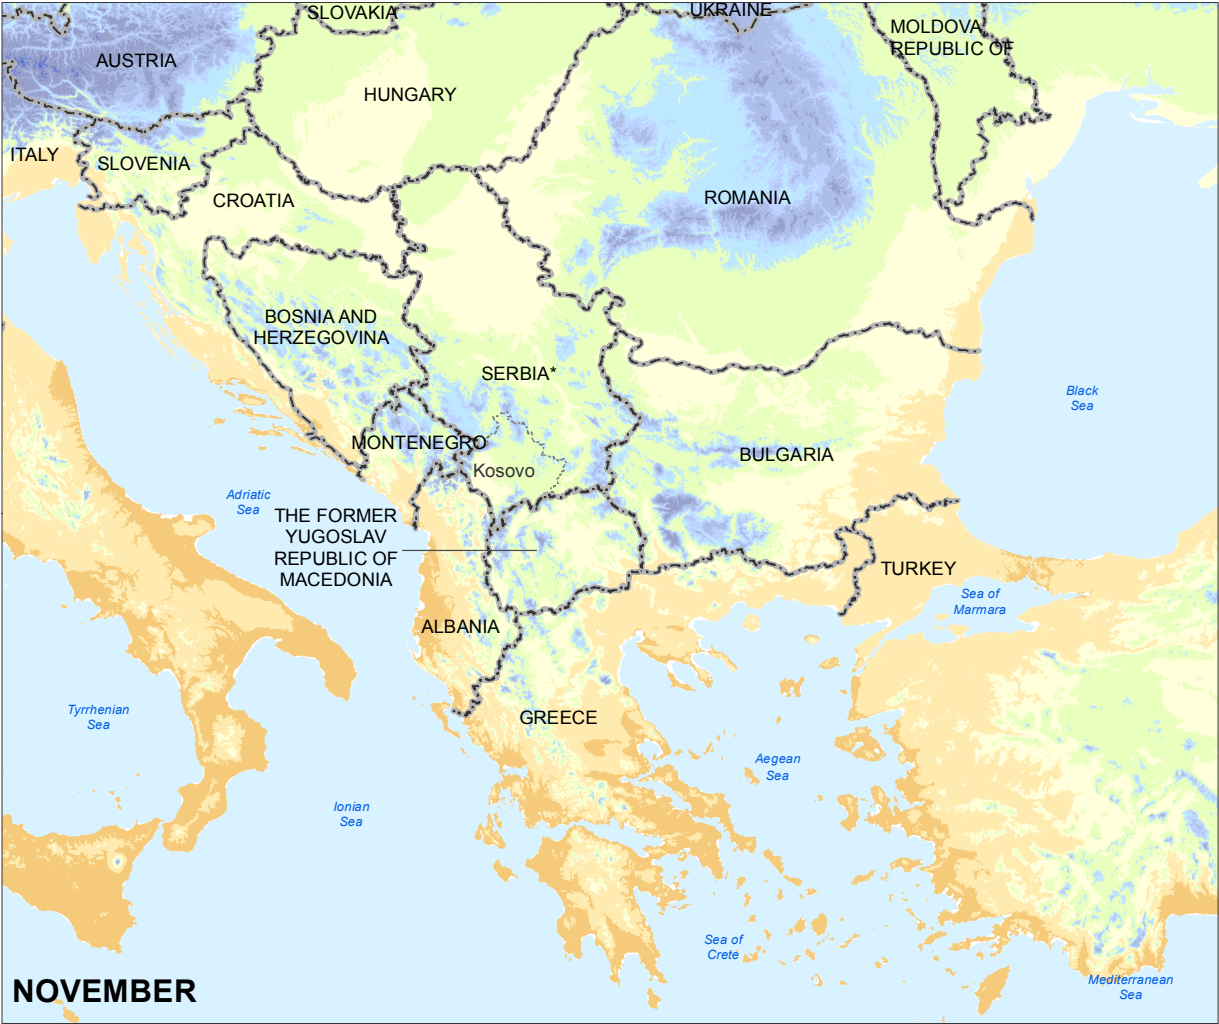 SLOVAKIA
UKRAINE
MOLDOVA
REPUBLIC OF
AUSTRIA
HUNGARY
ITALY
SLOVENIA
CROATIA
ROMANIA
BOSNIA AND
HERZEGOVINA
SERBIA*
Black
Sea
MONTENEGRO
BULGARIA
Kosovo
Adriatic
Sea
THE FORMER
YUGOSLAV
REPUBLIC OF
MACEDONIA
TURKEY
Sea of
Marmara
ALBANIA
Tyrrhenian
Sea
GREECE
Aegean
Sea
Ionian
Sea
Sea of
Crete
Mediterranean
Sea
NOVEMBER